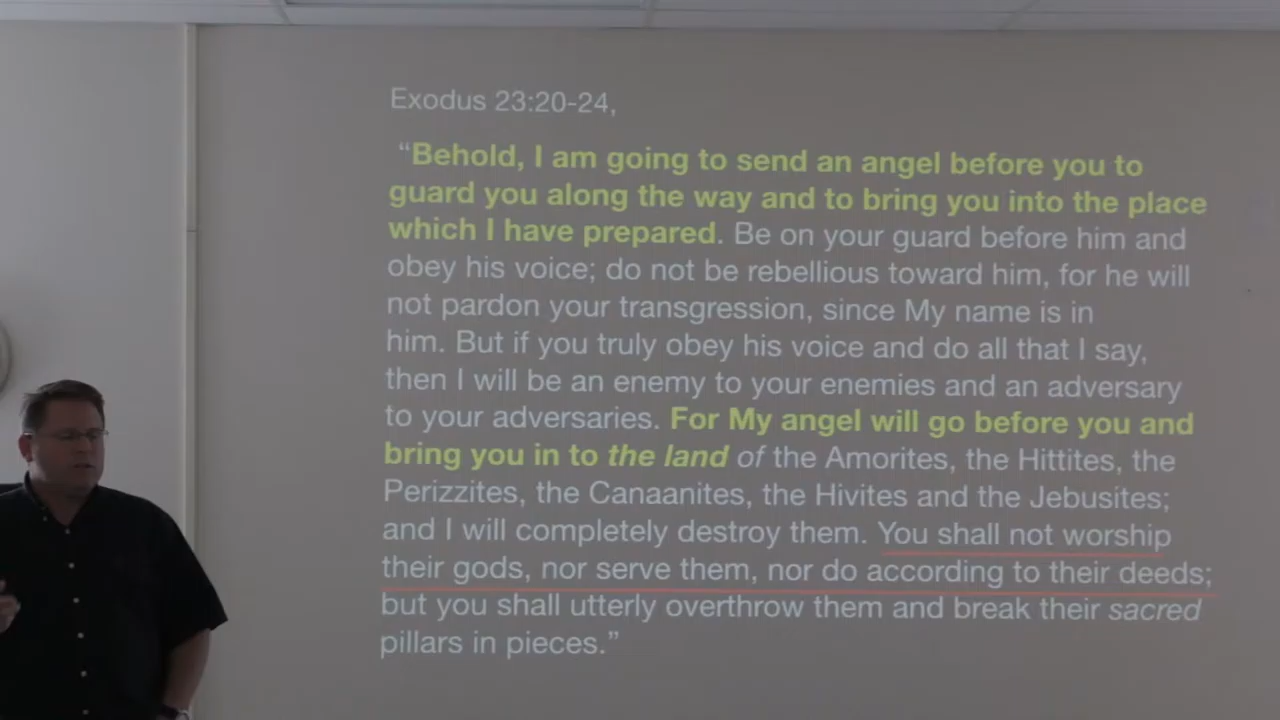 Exodus 23:20-24,
“Behold, I am going to send an angel before you to
guard you along the way and to bring you into the place
which I have prepared. Be on your guard before him and
obey his voice; do not be rebellious toward him, for he will
not pardon your transgression, since My name is in
him. But if you truly obey his voice and do all that I say,
then I will be an enemy to your enemies and an adversary
to your adversaries. For My angel will go before you and
bring you in to the land of the Amorites, the Hittites, the
Perizzites, the Canaanites, the Hivites and the Jebusites;
and I will completely destroy them. You shall not worship
their gods, nor serve them, nor do according to their deeds;
but you shall utterly overthrow them and break their sacred
pillars in pieces.”